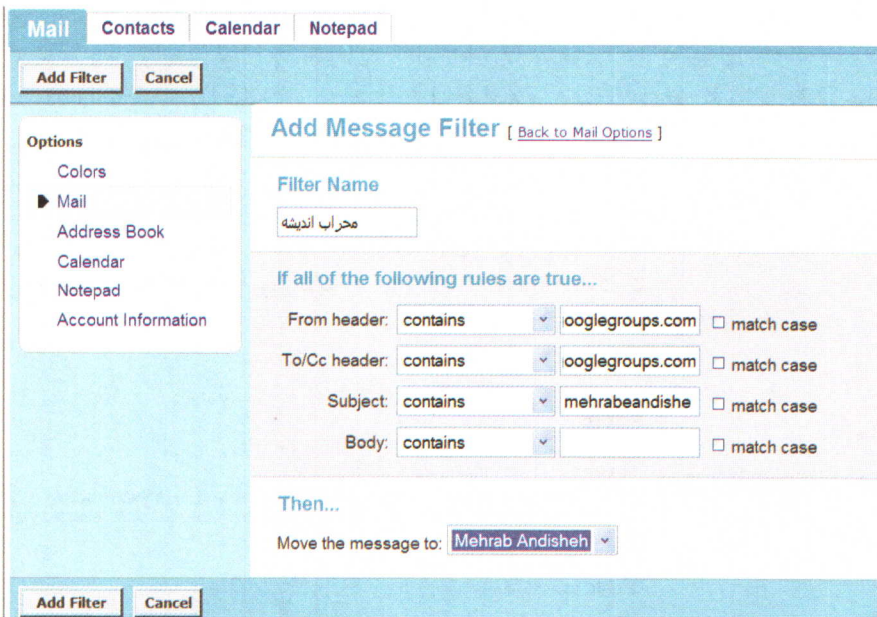 Mail Contacts Calendar Notepad
Add Filter Cancel
Options
Colors
Mail
Address Book
Calendar
Notepad
Account Information
Add Message Filter [ Back to Mail Options ]
Filter Name
محراب اندیشه
If all of the following rules are true...
From header: contains ooglegroups.com match case
To/Cc header: contains ooglegroups.com match case
Subject: contains mehrabeandishe match case
Body: contains match case
Then...
Move the message to: Mehrab Andisheh
Add Filter Cancel